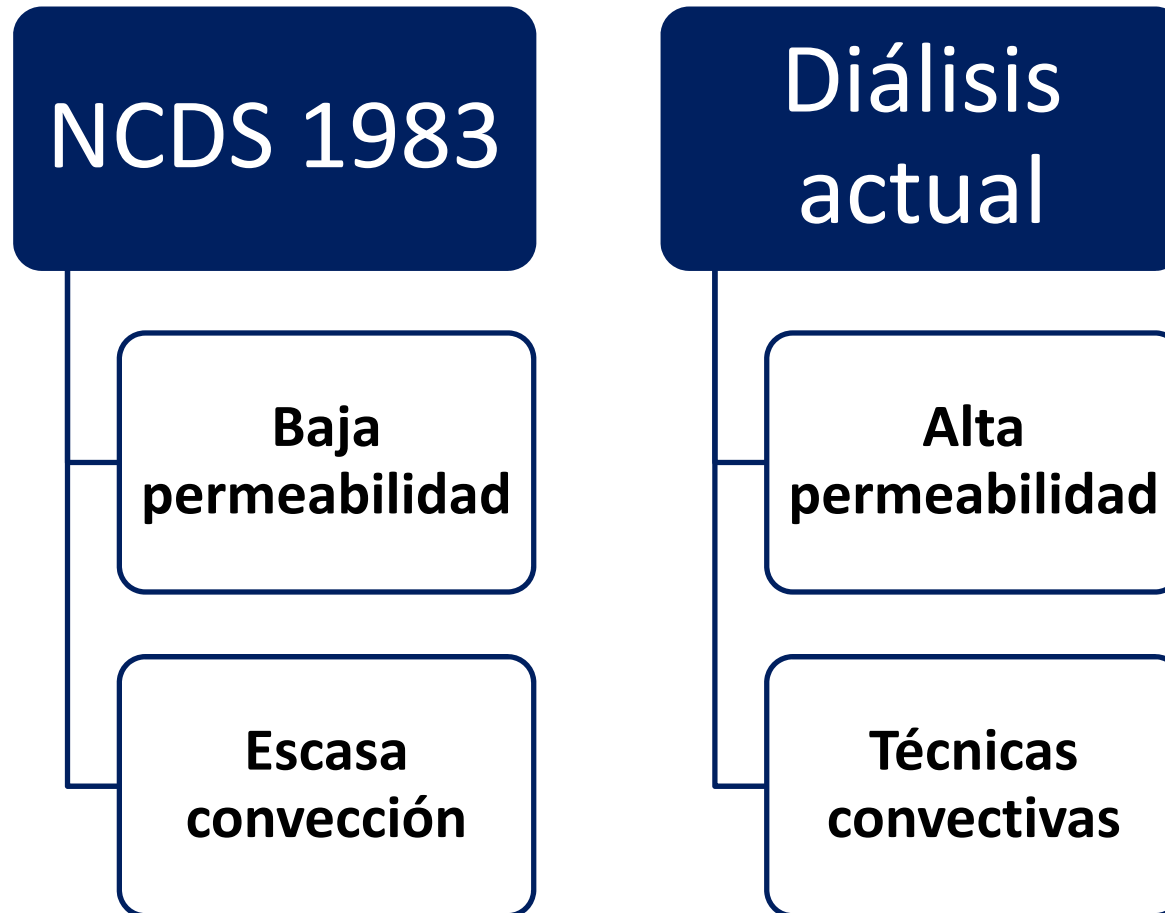 NCDS 1983
Baja
permeabilidad
Escasa
convección
Diálisis
actual
Alta
permeabilidad
Técnicas
convectivas